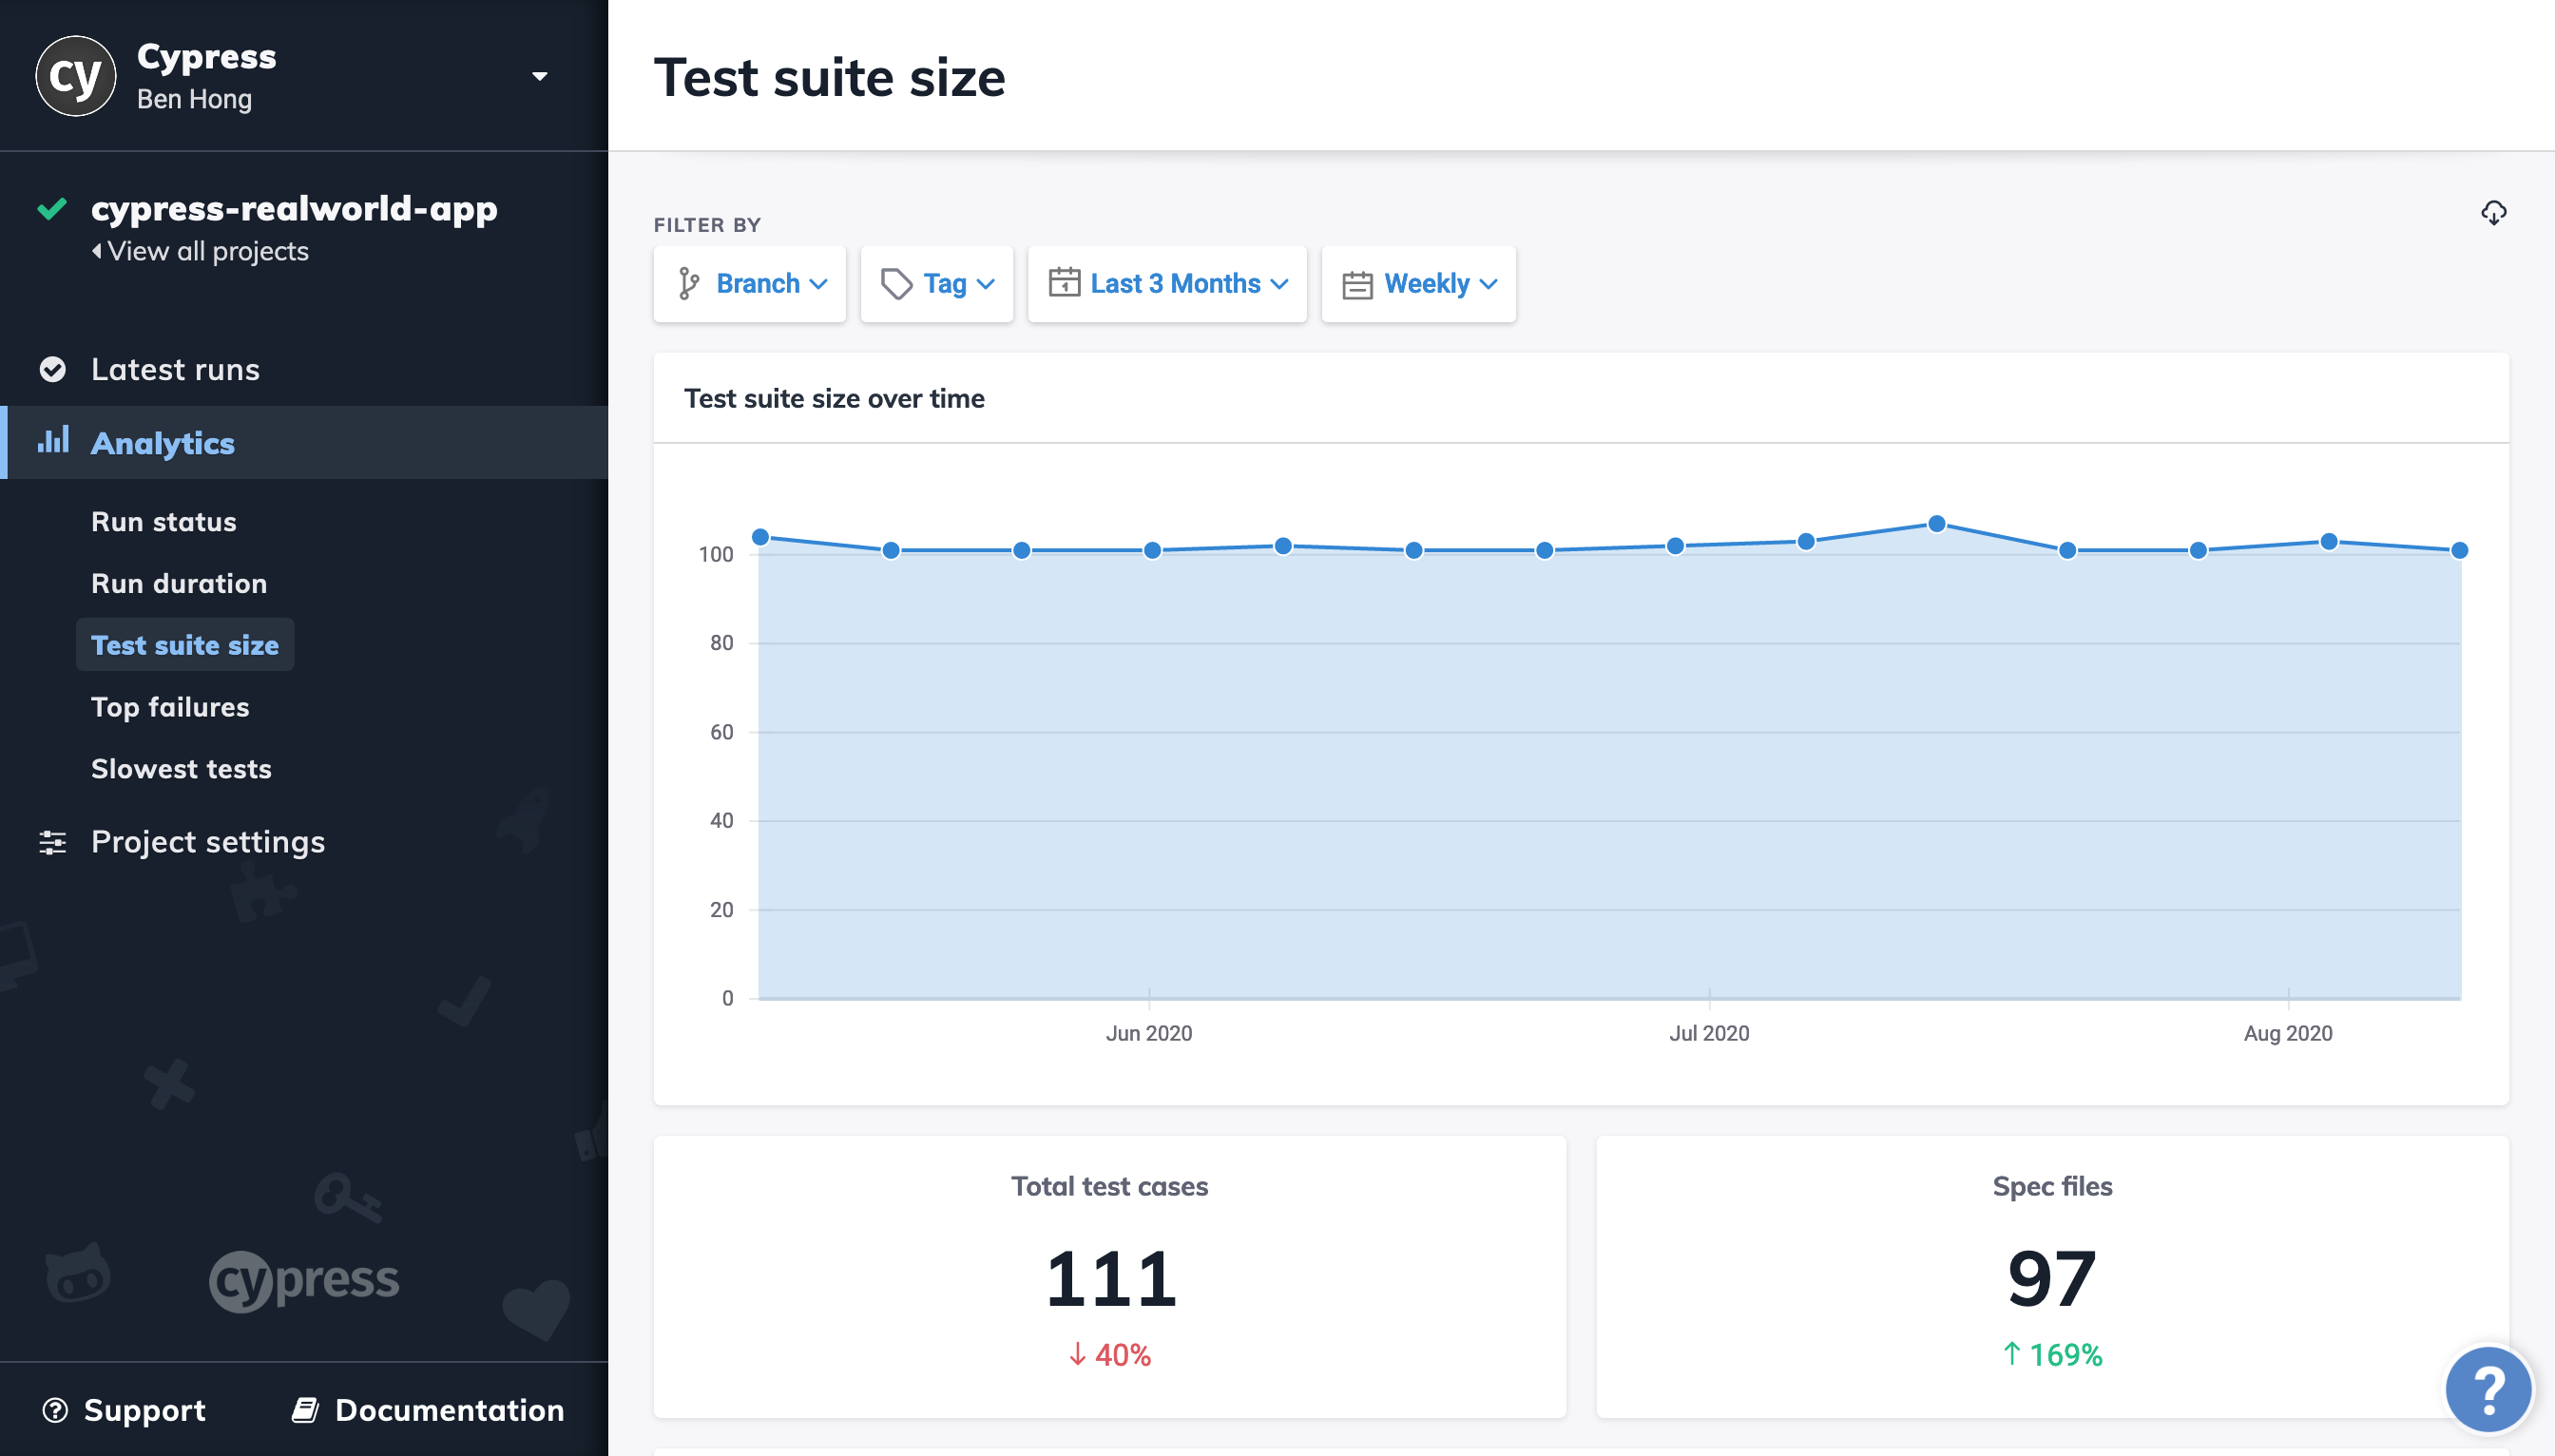 cy
Cypress
Ben Hong
cypress-realworld-app
View all projects
Latest runs
Analytics
Run status
Run duration
Test suite size
Top failures
Slowest tests
Project settings
cypress
Support
Documentation
Test suite size
FILTER BY
Branch
Tag
1
Last 3 Months
Weekly
Test suite size over time
100
80
60
40
20
0
Jun 2020
Jul 2020
Aug 2020
Total test cases
111
↓ 40%
Spec files
97
↑ 169%
?